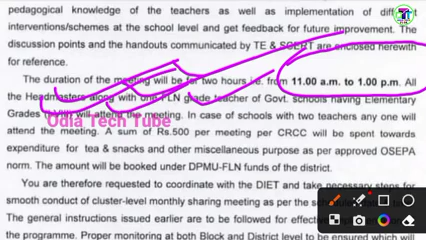 pedagogical knowledge of the teachers as well as implementation of
interventions/schemes at the school level and get feedback for future improvement. The
discussion points and the handouts communicated by TE & SCERT are enclosed herewith
for reference.
The duration of the meeting will be for two hours i.e. from 11.00 a.m. to 1.00 p.m. All
the Headmasters along with one FLN grade teacher of Govt. schools having Elementary
Grades will attend the meeting. In case of schools with two teachers any one will
Odia Tech Tube
attend the meeting. A sum of Rs.500 per meeting per CRCC will be spent towards
expenditure for tea & snacks and other miscellaneous purpose as per approved OSEPA
norm. The amount will be booked under DPMU-FLN funds of the district.
You are therefore requested to coordinate with the DIET and take necessary steps for
smooth conduct of cluster-level monthly sharing meeting as per the
The general instructions issued earlier are to be followed for
the programme. Proper monitoring at both Block and District level to be ensured which will